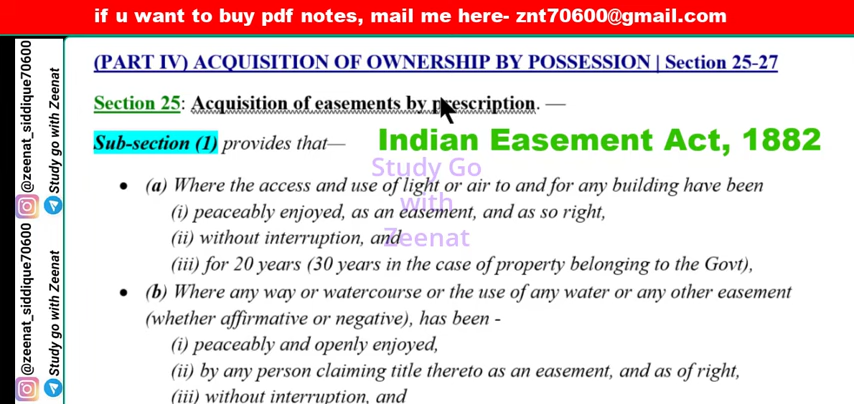 if u want to buy pdf notes, mail me here- znt70600@gmail.com
(PART IV) ACQUISITION OF OWNERSHIP BY POSSESSION | Section 25-27
Section 25: Acquisition of easements by prescription. —
Sub-section (1) provides that—
Indian Easement Act, 1882
Study Go
with
Zeenat
• (a) Where the access and use of light or air to and for any building have been
(i) peaceably enjoyed, as an easement, and as so right,
(ii) without interruption, and
(iii) for 20 years (30 years in the case of property belonging to the Govt),
• (b) Where any way or watercourse or the use of any water or any other easement
(whether affirmative or negative), has been -
(i) peaceably and openly enjoyed,
(ii) by any person claiming title thereto as an easement, and as of right,
(iii) without interruption, and
@zeenat_siddique70600
Study go with Zeenat
@zeenat_siddique70600
Study go with Zeenat